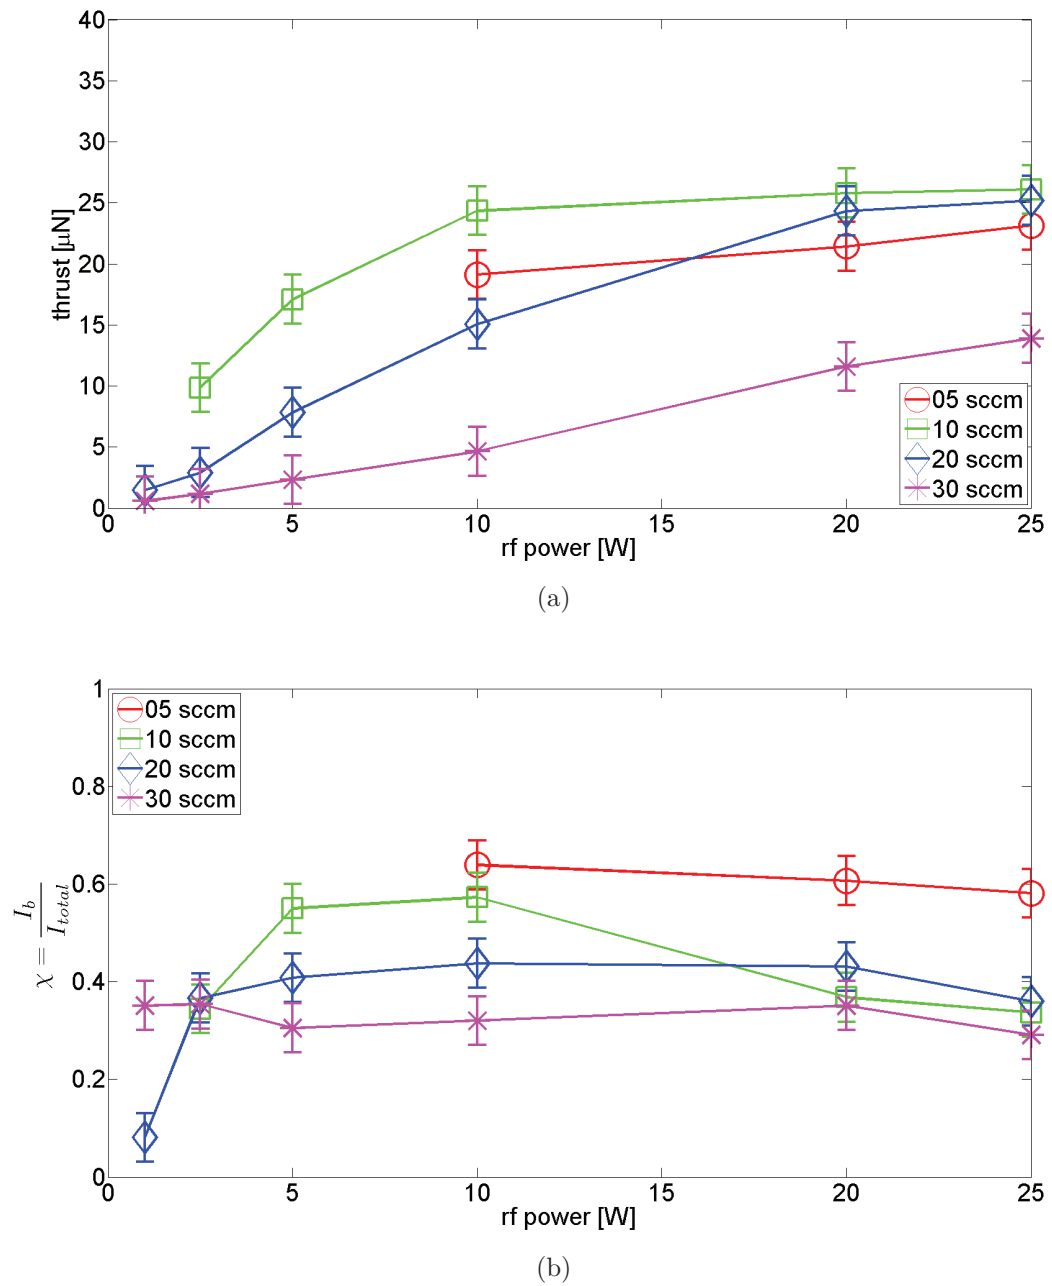 40
35
30
25
20
15
10
5
0
thrust [μN]
0 5 10 15 20 25
rf power [W]
05 sccm
10 sccm
20 sccm
30 sccm
(a)
1
0.8
0.6
0.4
0.2
0
χ = I_b / I_total
05 sccm
10 sccm
20 sccm
30 sccm
0 5 10 15 20 25
rf power [W]
(b)